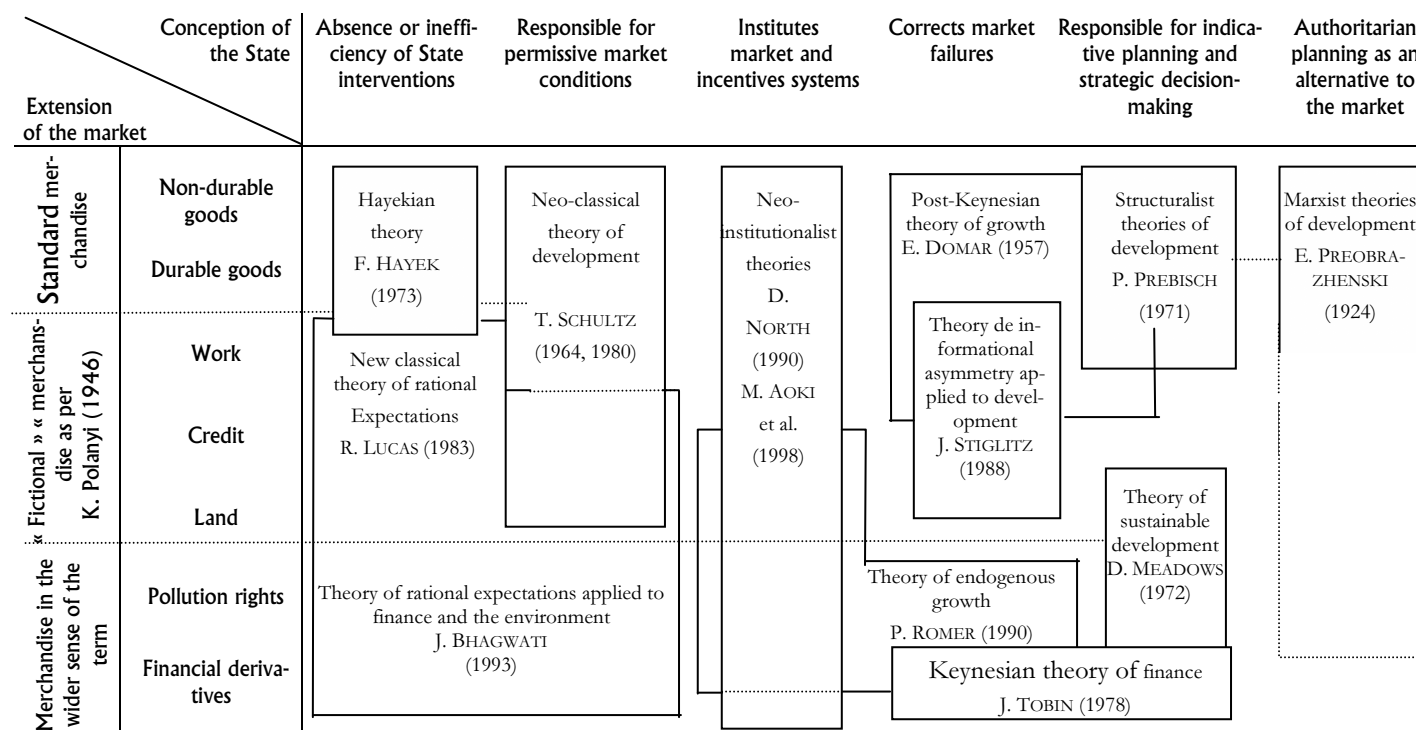 Conception of
the State
Extension
of the market
Absence or ineffi-
ciency of State
interventions
Responsible for
permissive market
conditions
Institutes
market and
incentives systems
Corrects market
failures
Responsible for indica-
tive planning and
strategic decision-
making
Authoritarian
planning as an
alternative to
the market
Standard mer-
chandise
Non-durable
goods
Durable goods
« Fictional » « merchans-
dise as per
K. Polanyi (1946)
Work
Credit
Land
Merchandise in the
wider sense of the
term
Pollution rights
Financial deriva-
tives
Hayekian
theory
F. HAYEK
(1973)
New classical
theory of rational
Expectations
R. LUCAS (1983)
Theory of rational expectations applied to
finance and the environment
J. BHAGWATI
(1993)
Neo-classical
theory of
development
T. SCHULTZ
(1964, 1980)
Neo-
institutionalist
theories
D.
NORTH
(1990)
M. AOKI
et al.
(1998)
Post-Keynesian
theory of growth
E. DOMAR (1957)
Theory de in-
formational
asymmetry ap-
plied to devel-
opment
J. STIGLITZ
(1988)
Theory of endogenous
growth
P. ROMER (1990)
Keynesian theory of finance
J. TOBIN (1978)
Structuralist
theories of
development
P. PREBISCH
(1971)
Theory of
sustainable
development
D. MEADOWS
(1972)
Marxist theories
of development
E. PREOBRA-
ZHENSKI
(1924)